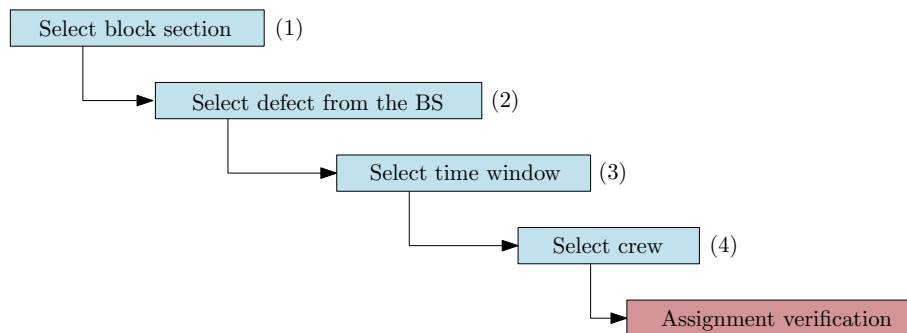 Select block section (1)
Select defect from the BS (2)
Select time window (3)
Select crew (4)
Assignment verification